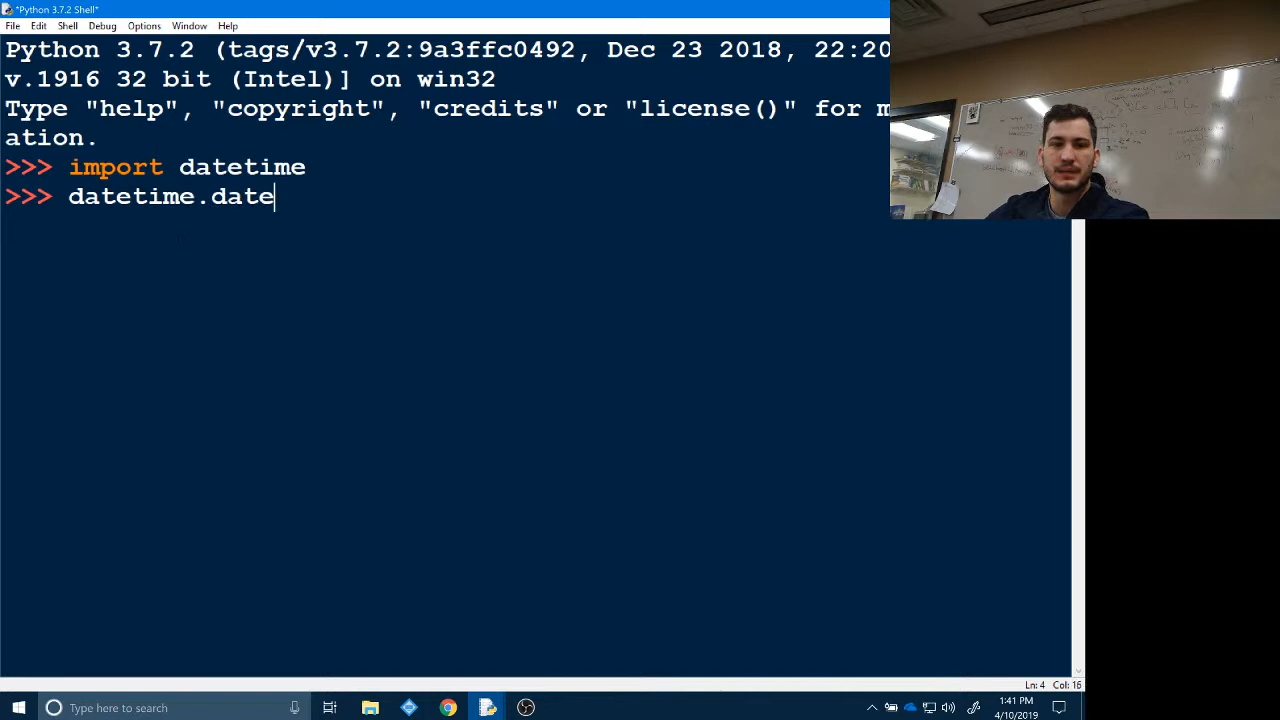 *Python 3.7.2 Shell*
File Edit Shell Debug Options Window Help
Python 3.7.2 (tags/v3.7.2:9a3ffc0492, Dec 23 2018, 22:20
v.1916 32 bit (Intel)] on win32
Type "help", "copyright", "credits" or "license()" for m
ation.
>>> import datetime
>>> datetime.date
Ln: 4 Col: 16
Type here to search
1:41 PM
4/10/2019